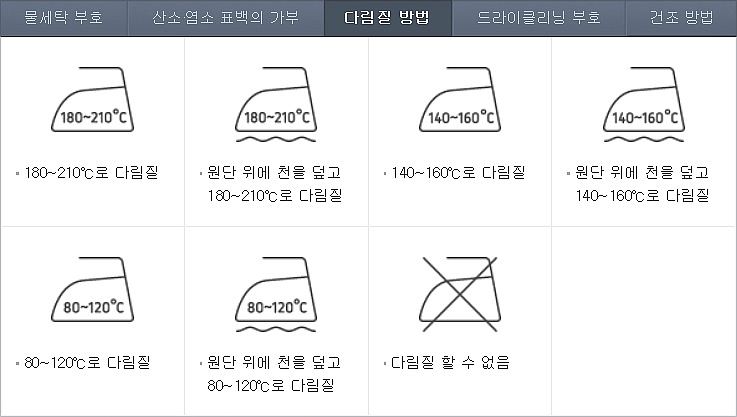 물세탁 부호
산소·염소 표백의 가부
다림질 방법
드라이클리닝 부호
건조 방법
180~210℃
180~210℃
140~160℃
140~160℃
· 180~210℃로 다림질
· 원단 위에 천을 덮고
180~210℃로 다림질
· 140~160℃로 다림질
· 원단 위에 천을 덮고
140~160℃로 다림질
80~120℃
80~120℃
· 80~120℃로 다림질
· 원단 위에 천을 덮고
80~120℃로 다림질
· 다림질 할 수 없음